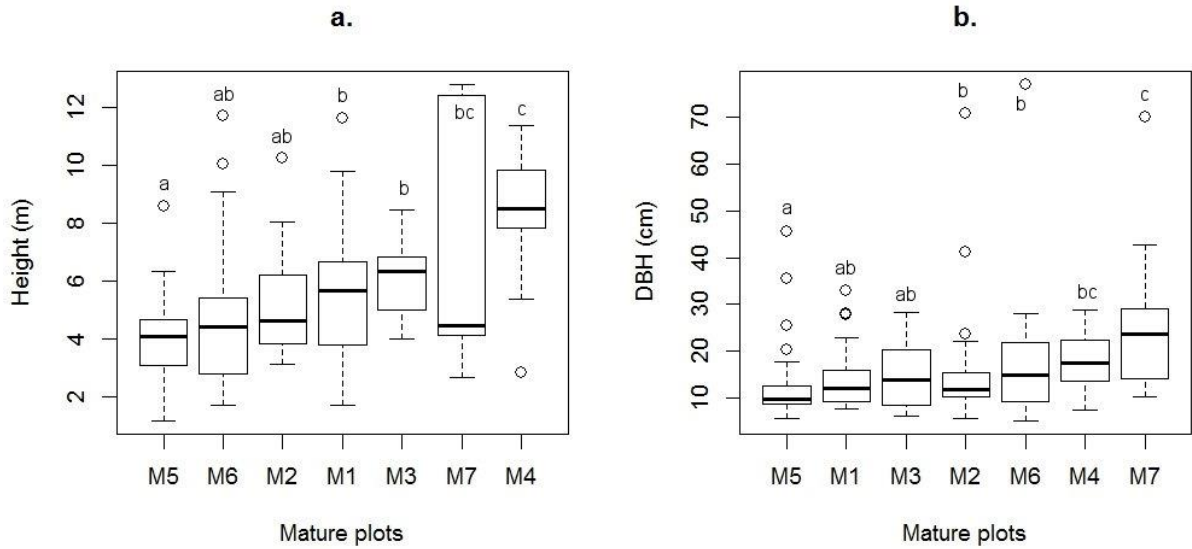 a.
Height (m)
12
10
8
6
4
2
a
ab
ab
b
b
bc
c
M5 M6 M2 M1 M3 M7 M4
Mature plots
b.
DBH (cm)
70
60
50
40
30
20
10
a
ab
ab
b
b
bc
c
M5 M1 M3 M2 M6 M4 M7
Mature plots